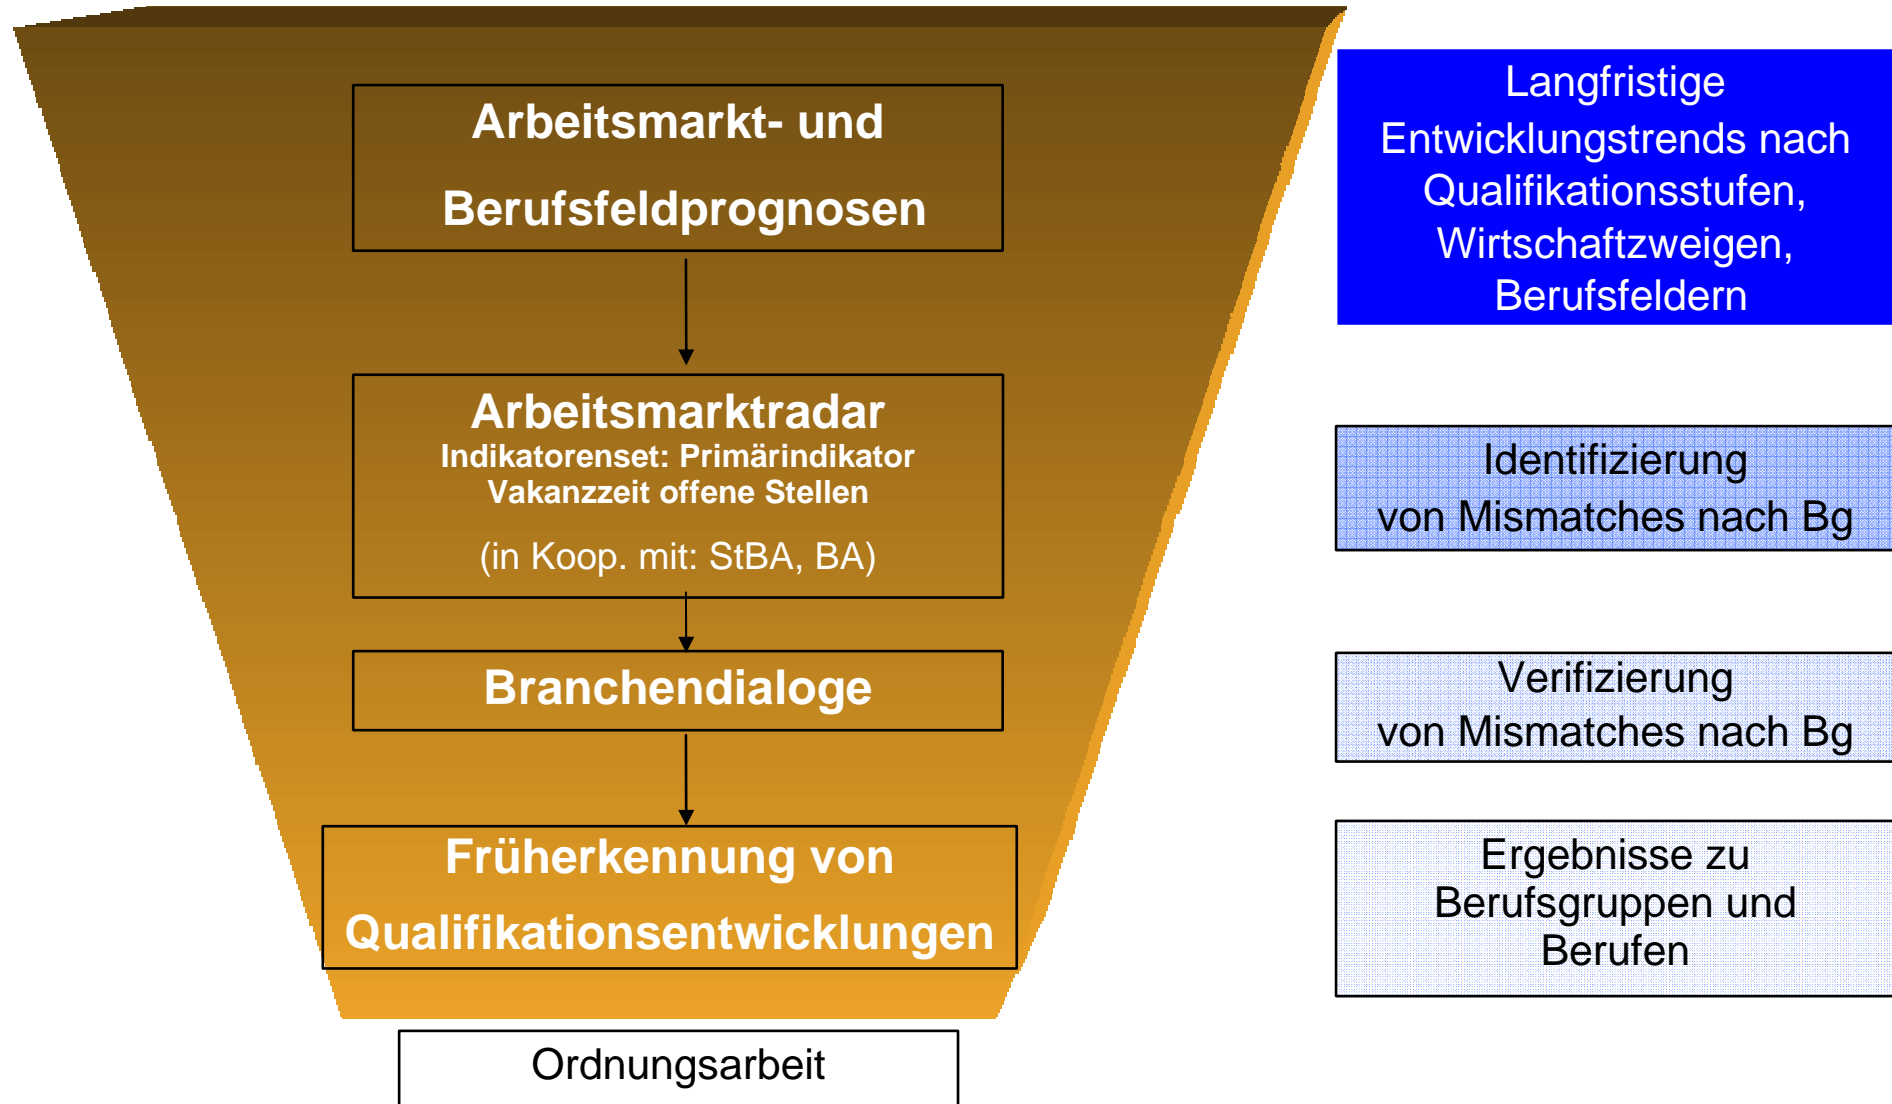 Arbeitsmarkt- und
Berufsfeldprognosen
Langfristige
Entwicklungstrends nach
Qualifikationsstufen,
Wirtschaftzweigen,
Berufsfeldern
Arbeitsmarktradar
Indikatorenset: Primärindikator
Vakanzzeit offene Stellen
(in Koop. mit: StBA, BA)
Identifizierung
von Mismatches nach Bg
Branchendialoge
Verifizierung
von Mismatches nach Bg
Früherkennung von
Qualifikationsentwicklungen
Ergebnisse zu
Berufsgruppen und
Berufen
Ordnungsarbeit